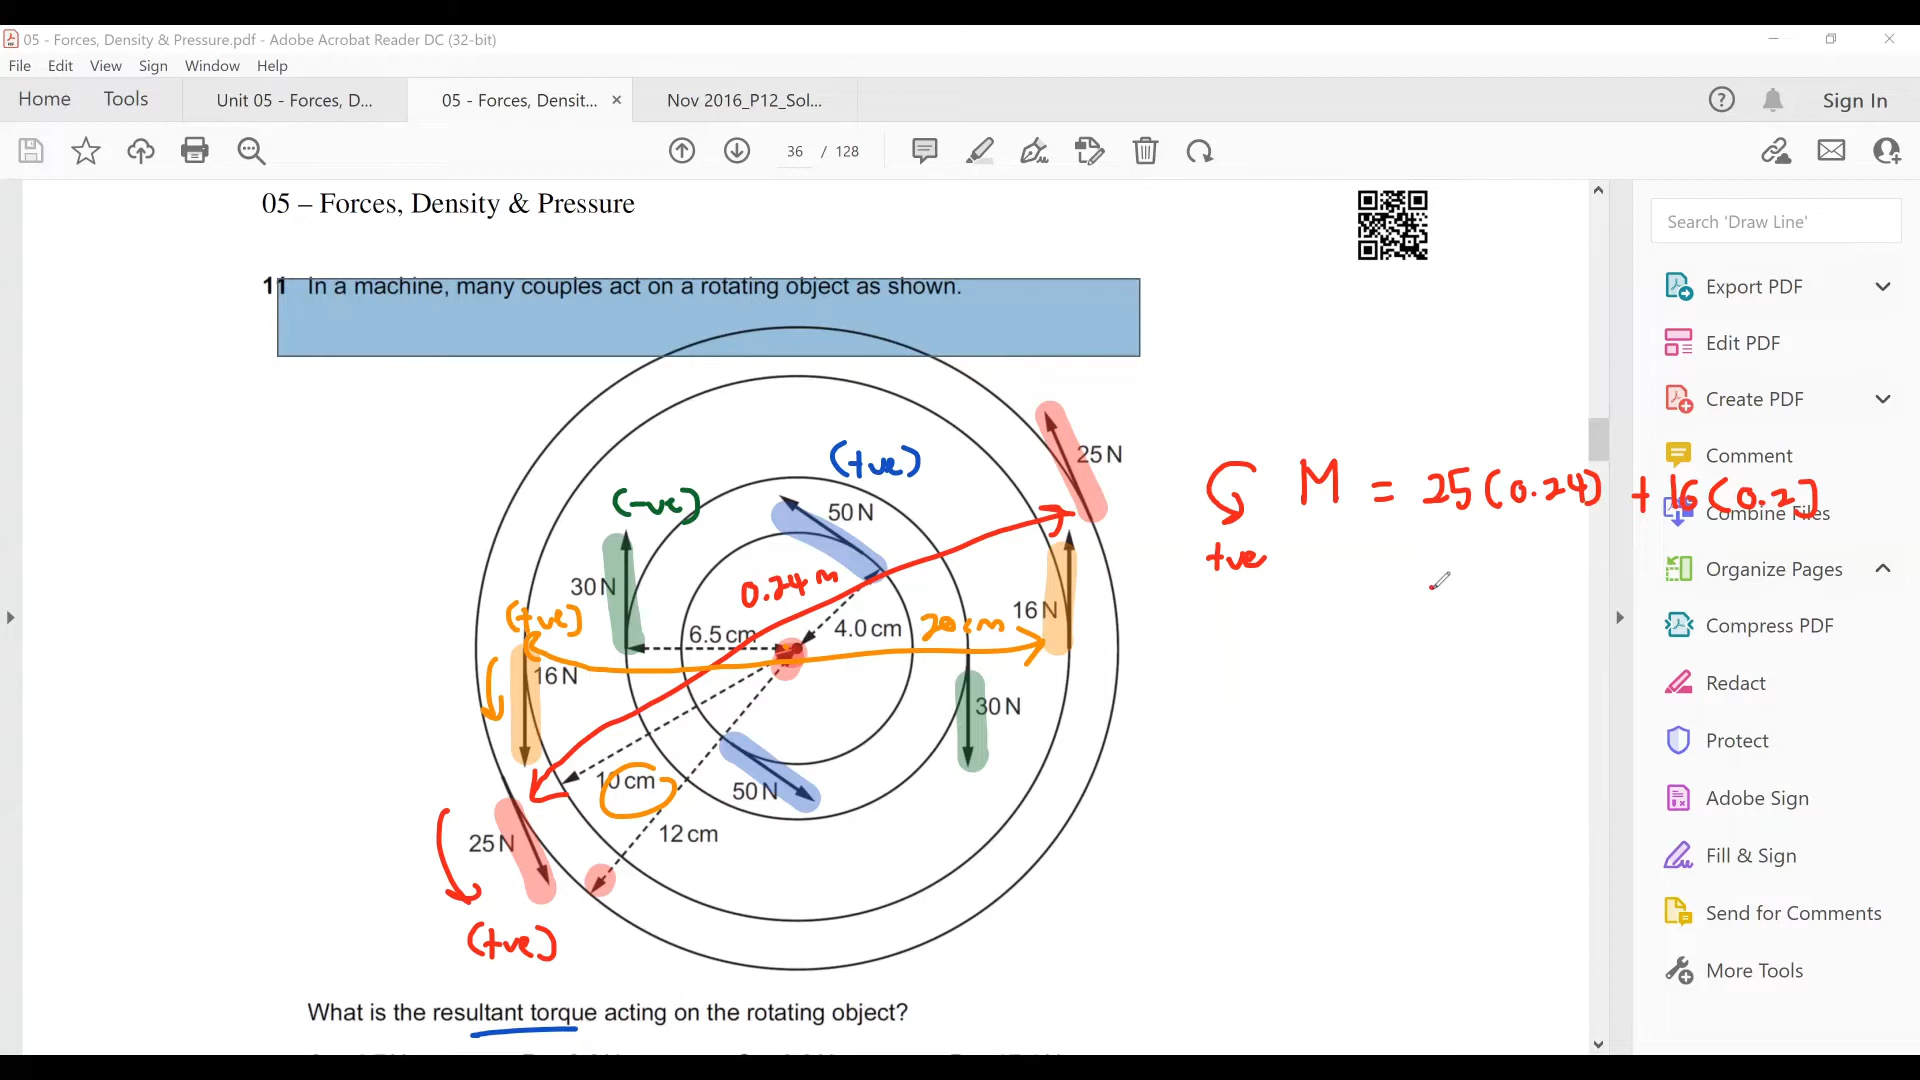 05 - Forces, Density & Pressure.pdf - Adobe Acrobat Reader DC (32-bit)
File Edit View Sign Window Help
Home Tools Unit 05 - Forces, D... 05 - Forces, Densit... × Nov 2016_P12_Sol... Sign In
36 / 128
05 – Forces, Density & Pressure
11 In a machine, many couples act on a rotating object as shown.
25 N
(+ve)
(-ve)
50 N
M = 25(0.24) + 16(0.2)
+ve
30 N
0.24 m
(+ve)
16 N
6.5 cm
4.0 cm
20 cm
16 N
30 N
10 cm
50 N
12 cm
25 N
(+ve)
What is the resultant torque acting on the rotating object?
Search 'Draw Line'
Export PDF
Edit PDF
Create PDF
Comment
Combine Files
Organize Pages
Compress PDF
Redact
Protect
Adobe Sign
Fill & Sign
Send for Comments
More Tools